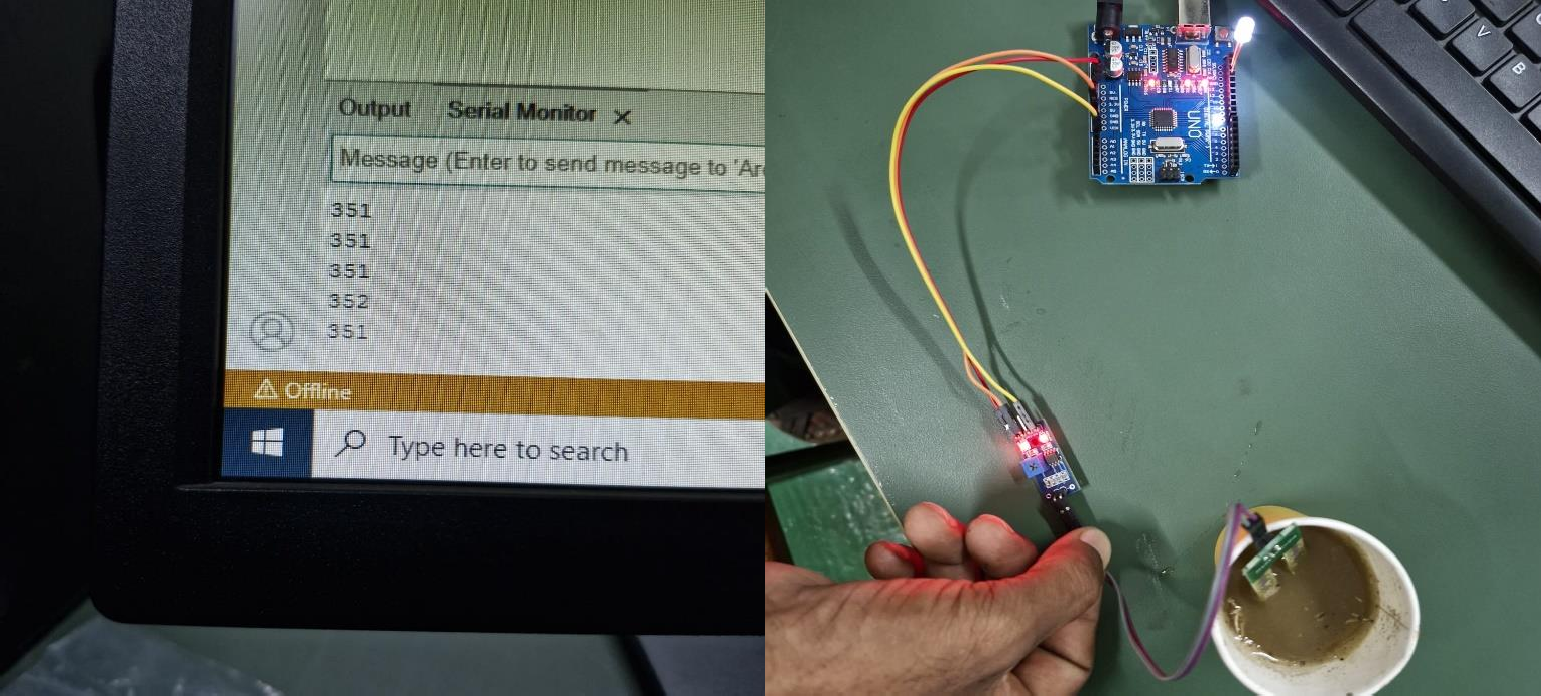 Output Serial Monitor
Message (Enter to send message to 'Ar
351
351
351
352
351
Offline
Type here to search
UNO
V
B